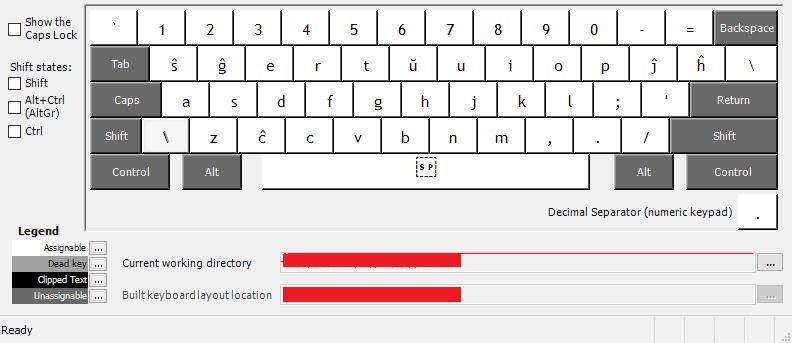 Show the
Caps Lock
Shift states:
Shift
Alt+Ctrl
(AltGr)
Ctrl
` 1 2 3 4 5 6 7 8 9 0 - = Backspace
Tab ŝ ĝ e r t ŭ u i o p ĵ ĥ \
Caps a s d f g h j k l ; ' Return
Shift \ z ĉ c v b n m , . / Shift
Control Alt SP Alt Control
Decimal Separator (numeric keypad) .
Legend
Assignable ...
Dead key ...
Clipped Text ...
Unassignable ...
Current working directory ...
Built keyboard layout location ...
Ready